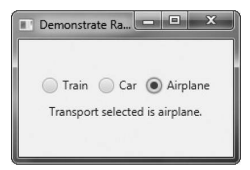 Demonstrate Ra...
Train Car Airplane
Transport selected is airplane.